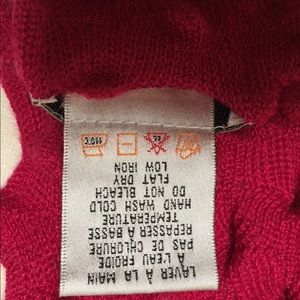 LAVER À LA MAIN
À L'EAU FROIDE
PAS DE CHLORURE
REPASSER À BASSE
TEMPERATURE
HAND WASH COLD
DO NOT BLEACH
FLAT DRY
LOW IRON